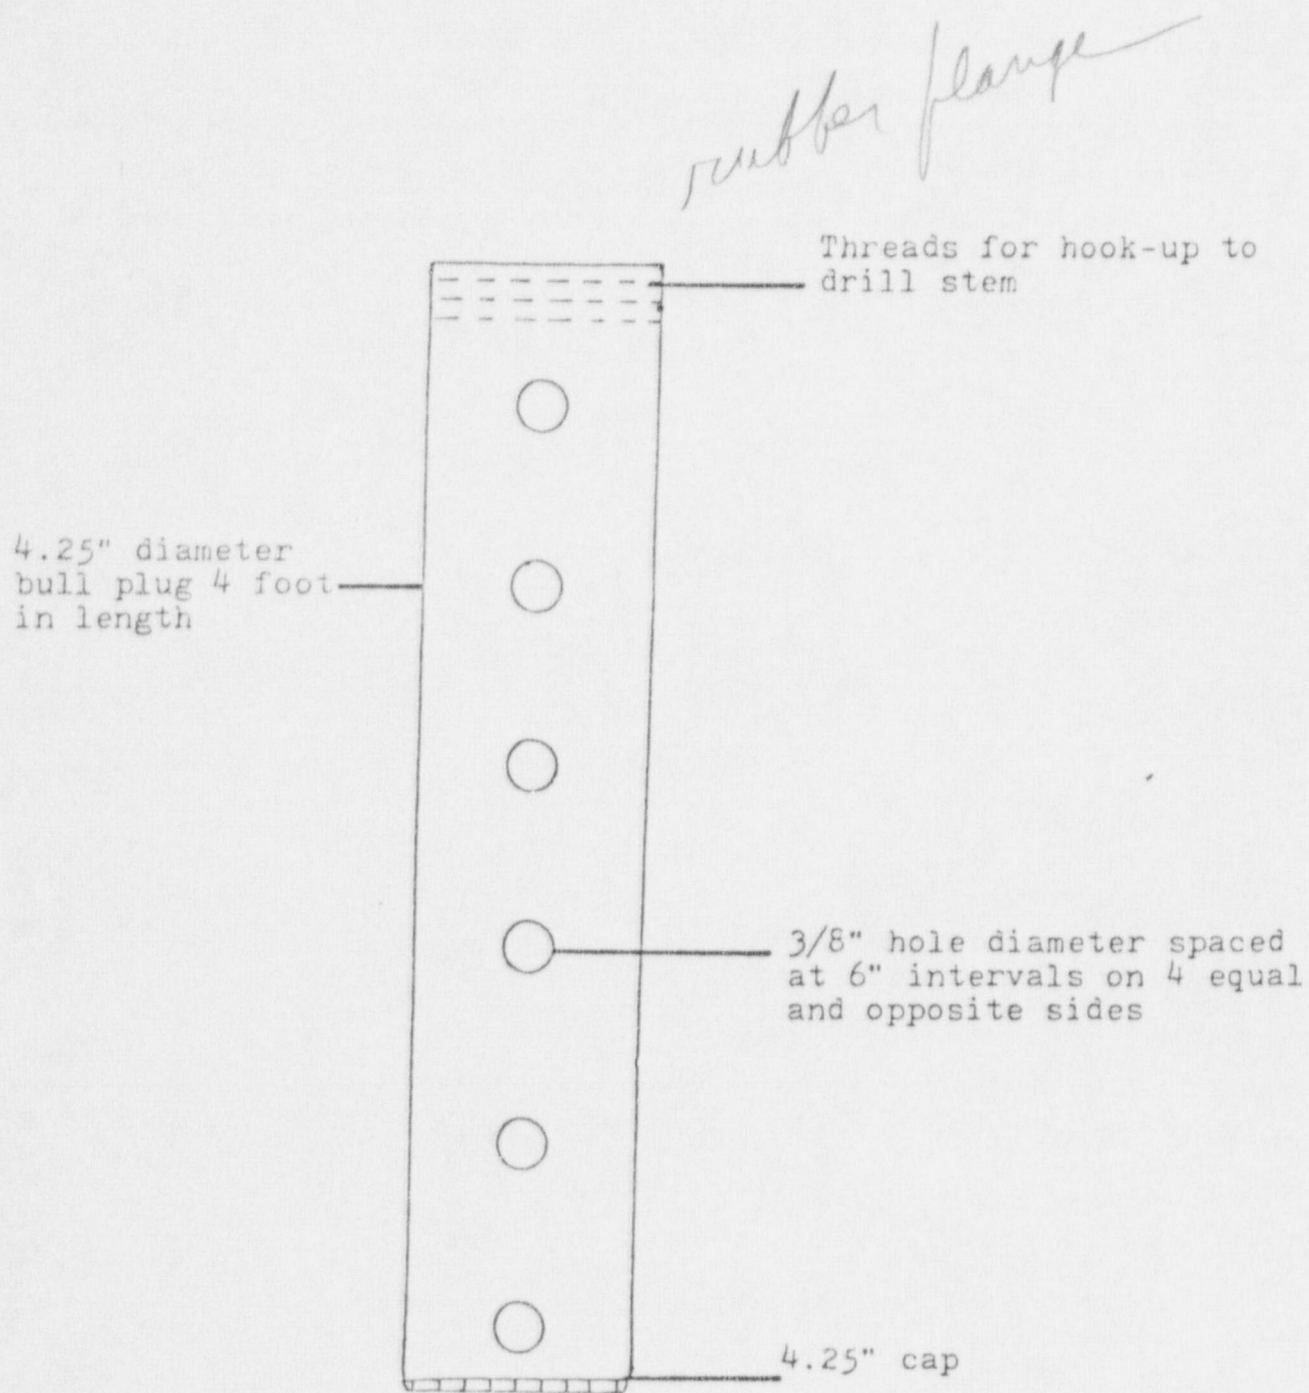 rubber flange
Threads for hook-up to
drill stem
4.25" diameter
bull plug 4 foot
in length
3/8" hole diameter spaced
at 6" intervals on 4 equal
and opposite sides
4.25" cap